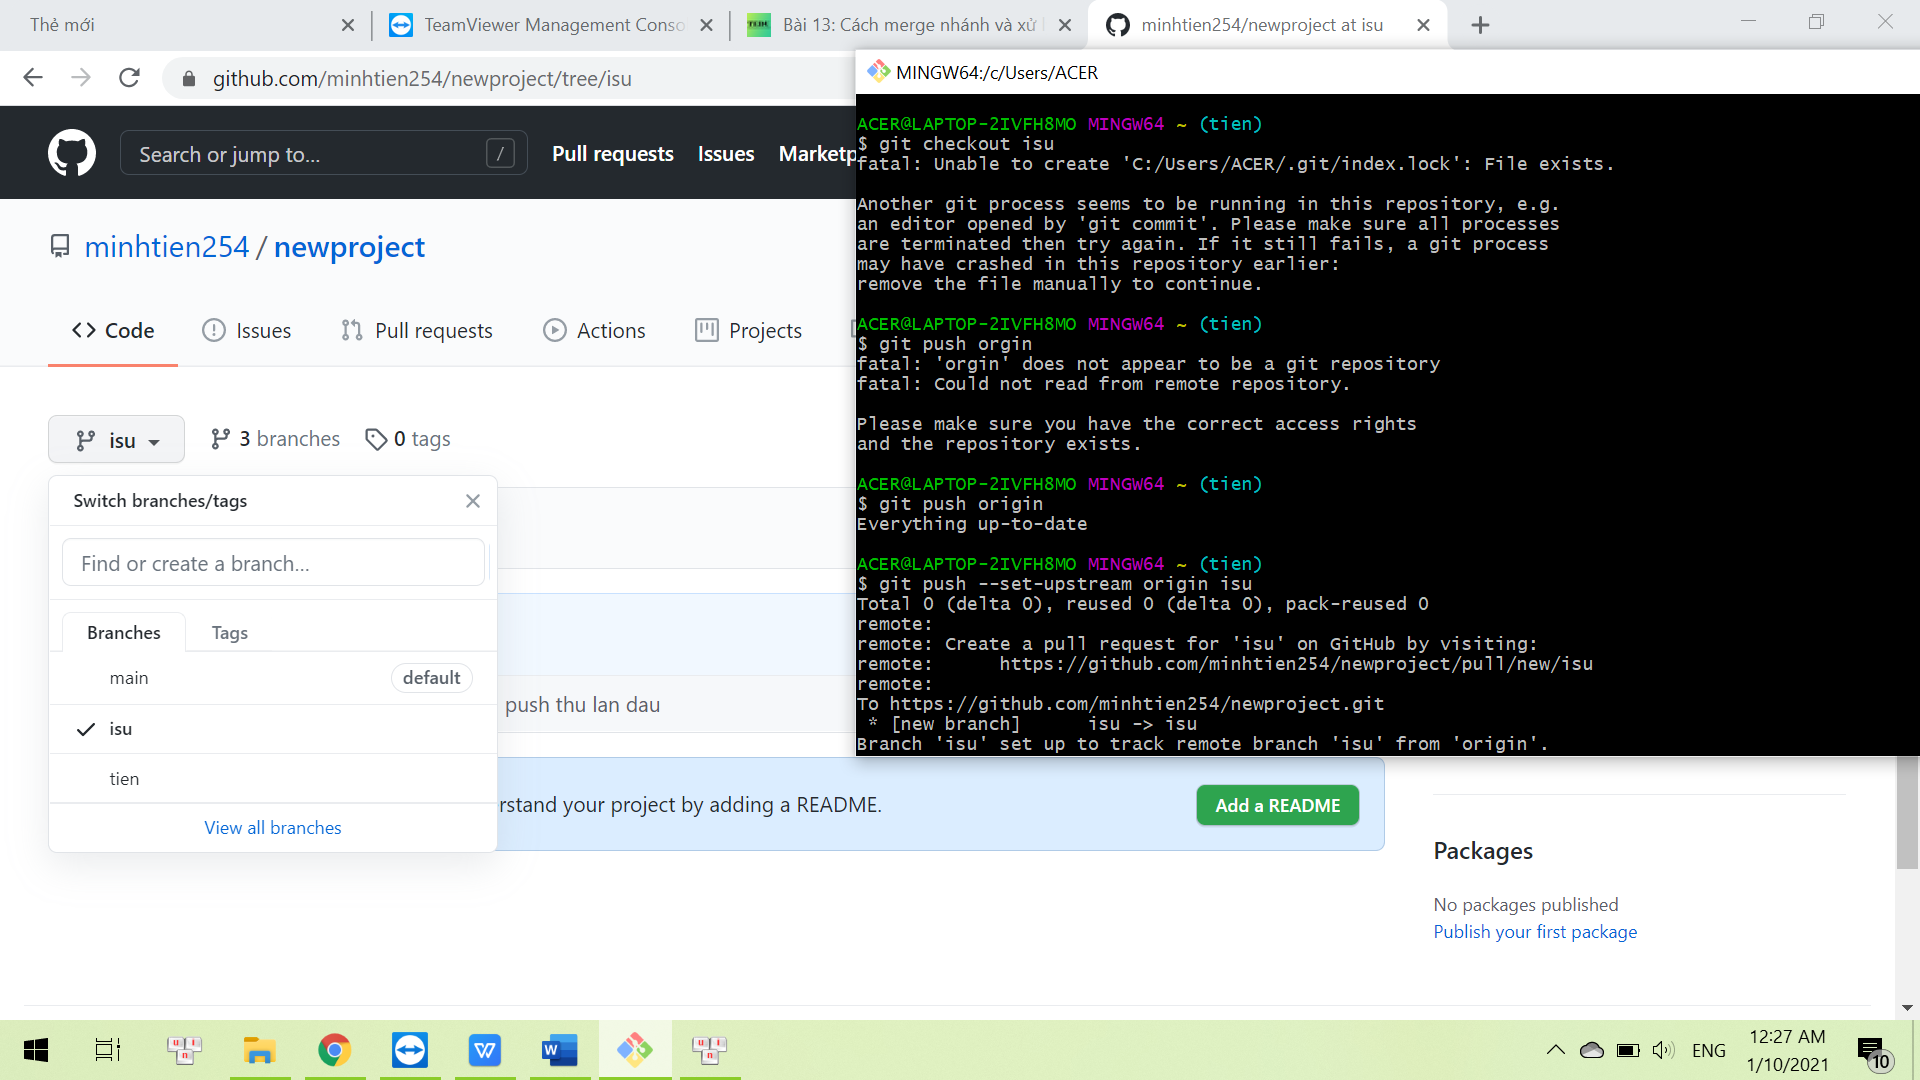 Thẻ mới
TeamViewer Management Conso
Bài 13: Cách merge nhánh và xử
minhtien254/newproject at isu
github.com/minhtien254/newproject/tree/isu
Search or jump to...
/
Pull requests
Issues
Marketp
minhtien254 / newproject
Code
Issues
Pull requests
Actions
Projects
isu
3 branches
0 tags
Switch branches/tags
Find or create a branch...
Branches
Tags
main
default
isu
tien
View all branches
push thu lan dau
rstand your project by adding a README.
Add a README
Packages
No packages published
Publish your first package
MINGW64:/c/Users/ACER
ACER@LAPTOP-2IVFH8MO MINGW64 ~ (tien)
$ git checkout isu
fatal: Unable to create 'C:/Users/ACER/.git/index.lock': File exists.
Another git process seems to be running in this repository, e.g.
an editor opened by 'git commit'. Please make sure all processes
are terminated then try again. If it still fails, a git process
may have crashed in this repository earlier:
remove the file manually to continue.
ACER@LAPTOP-2IVFH8MO MINGW64 ~ (tien)
$ git push orgin
fatal: 'orgin' does not appear to be a git repository
fatal: Could not read from remote repository.
Please make sure you have the correct access rights
and the repository exists.
ACER@LAPTOP-2IVFH8MO MINGW64 ~ (tien)
$ git push origin
Everything up-to-date
ACER@LAPTOP-2IVFH8MO MINGW64 ~ (tien)
$ git push --set-upstream origin isu
Total 0 (delta 0), reused 0 (delta 0), pack-reused 0
remote:
remote: Create a pull request for 'isu' on GitHub by visiting:
remote:      https://github.com/minhtien254/newproject/pull/new/isu
remote:
To https://github.com/minhtien254/newproject.git
 * [new branch]      isu -> isu
Branch 'isu' set up to track remote branch 'isu' from 'origin'.
ENG
12:27 AM
1/10/2021
10